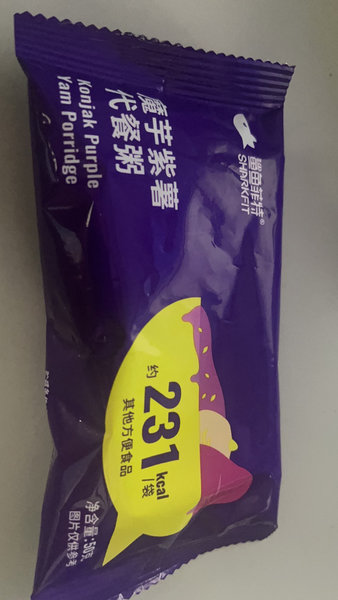 鲨鱼菲特®
SHARKFIT
魔芋紫薯
代餐粥
Konjak Purple
Yam Porridge
约231kcal/袋
其他方便食品
净含量:50克
图片仅供参考